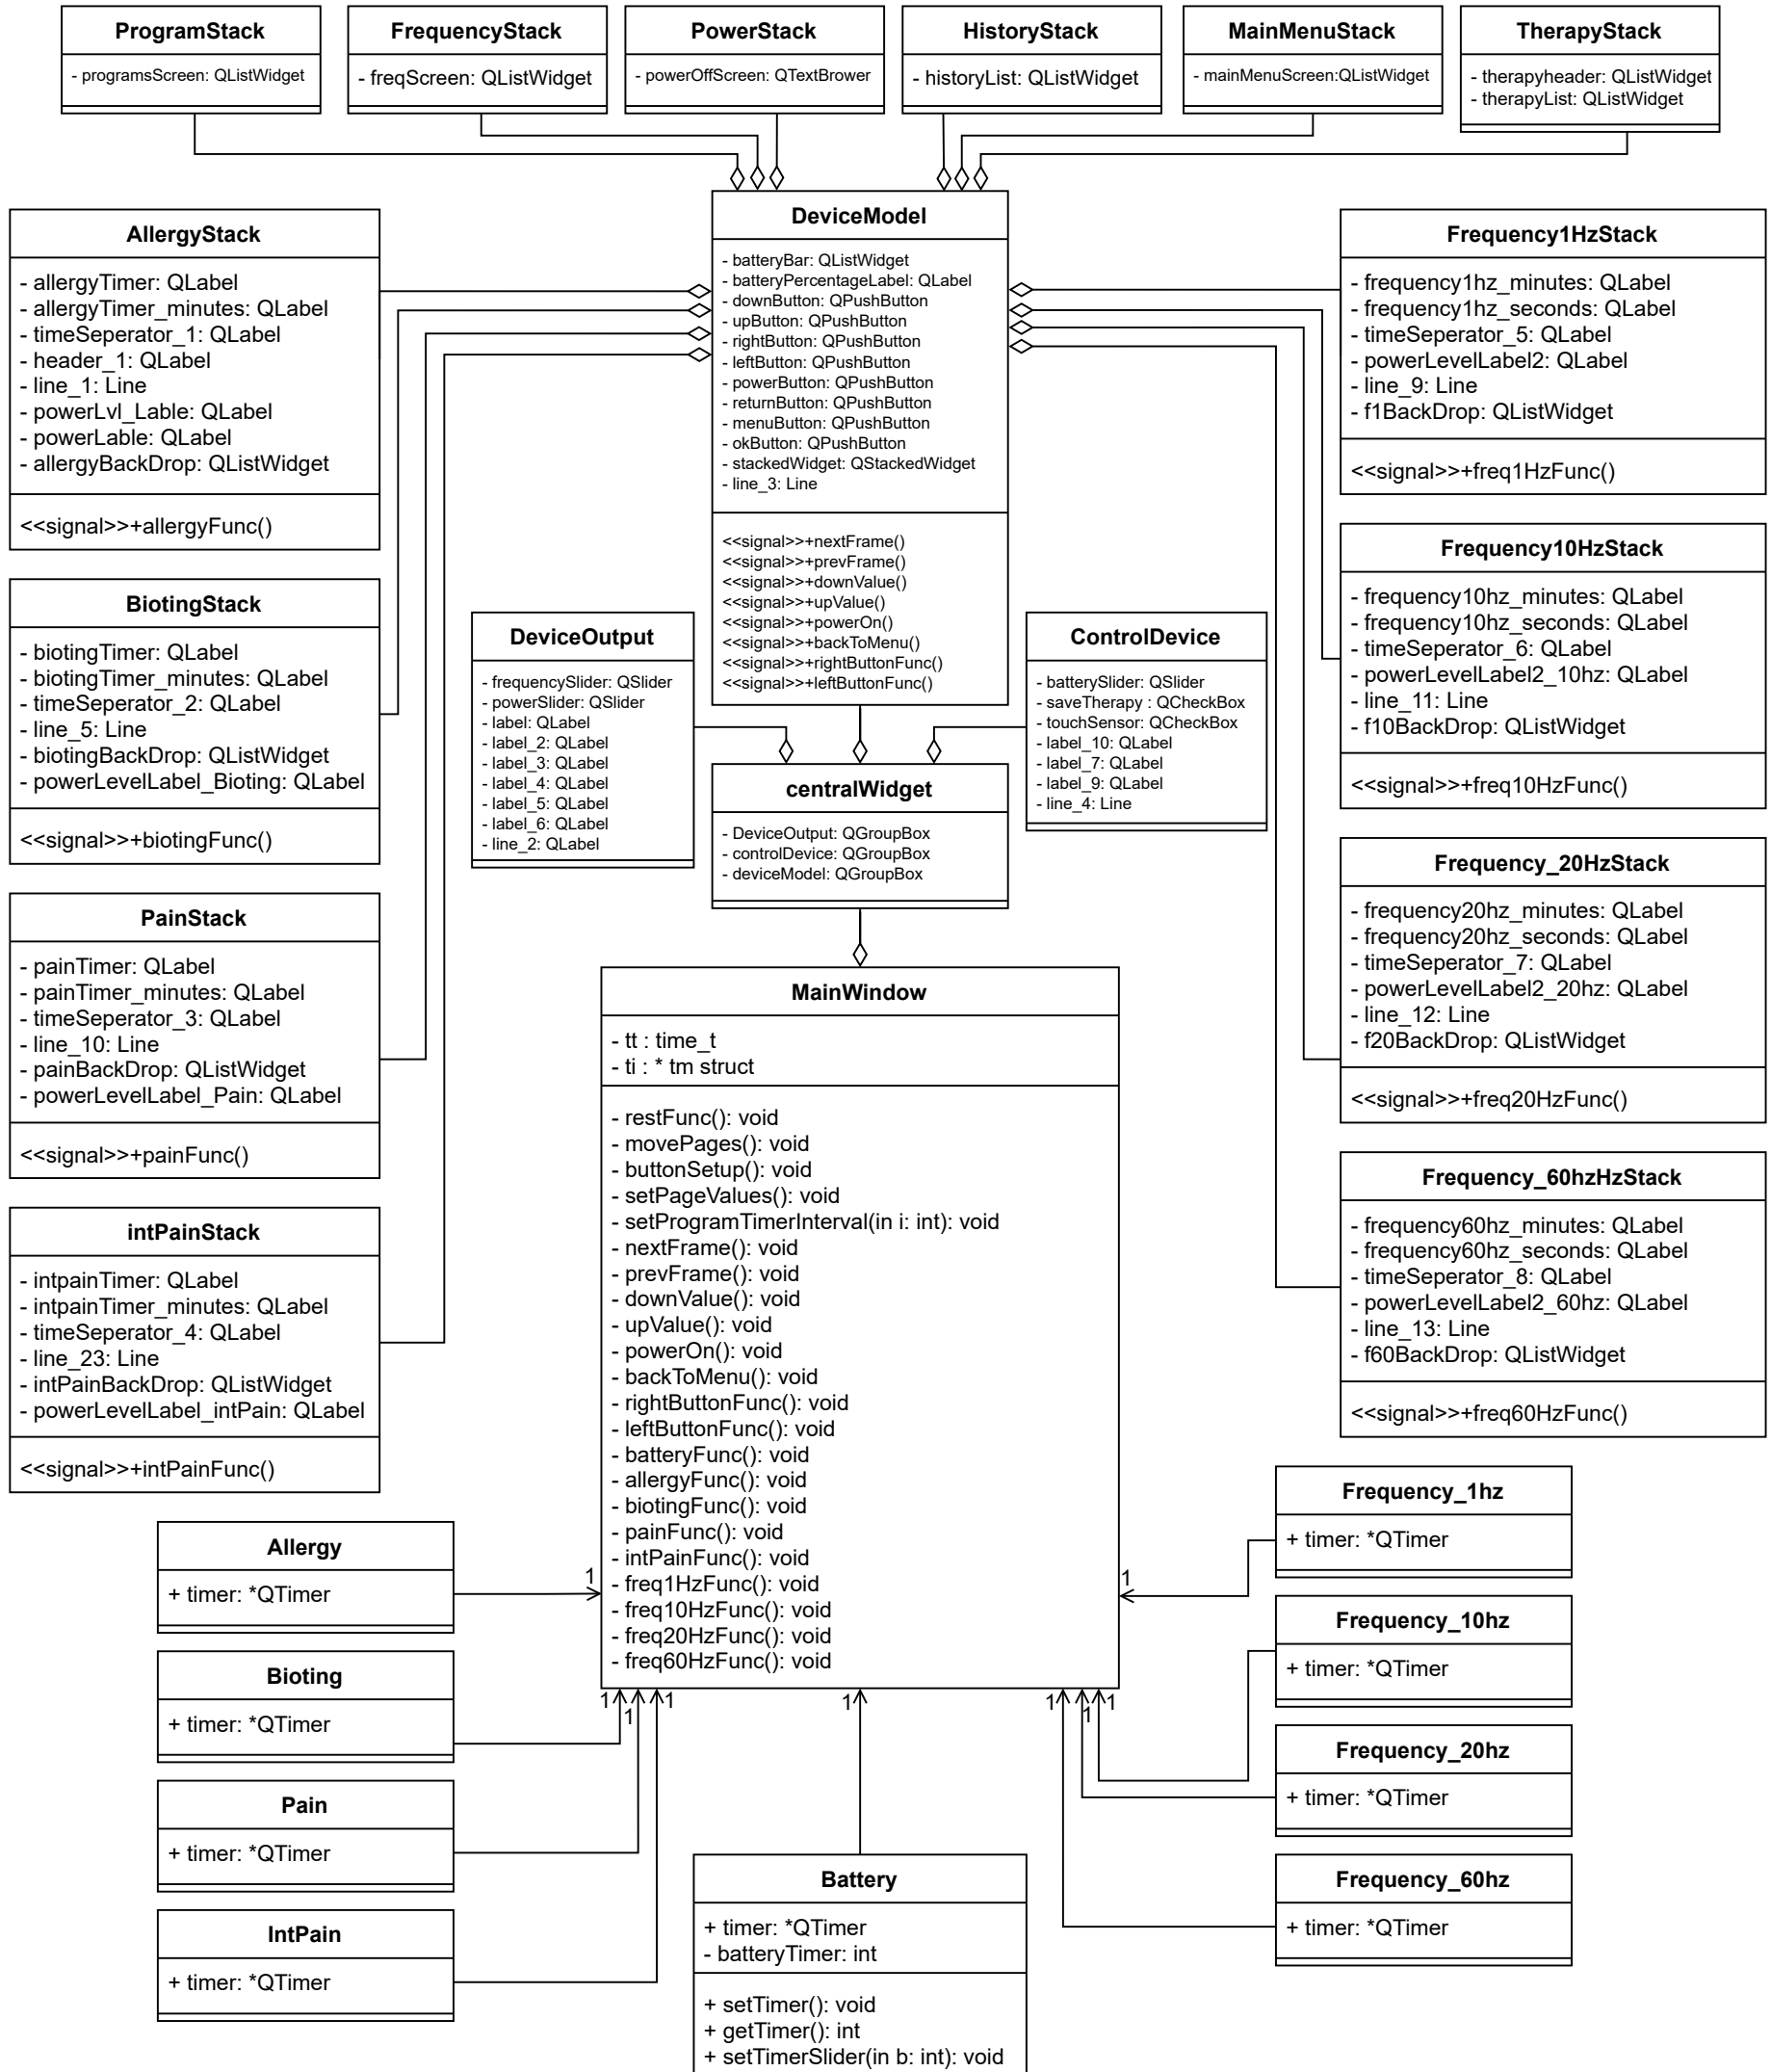 ProgramStack
- programsScreen: QListWidget
FrequencyStack
- freqScreen: QListWidget
PowerStack
- powerOffScreen: QTextBrower
HistoryStack
- historyList: QListWidget
MainMenuStack
- mainMenuScreen:QListWidget
TherapyStack
- therapyheader: QListWidget
- therapyList: QListWidget
AllergyStack
- allergyTimer: QLabel
- allergyTimer_minutes: QLabel
- timeSeperator_1: QLabel
- header_1: QLabel
- line_1: Line
- powerLvl_Lable: QLabel
- powerLable: QLabel
- allergyBackDrop: QListWidget
<<signal>>+allergyFunc()
BiotingStack
- biotingTimer: QLabel
- biotingTimer_minutes: QLabel
- timeSeperator_2: QLabel
- line_5: Line
- biotingBackDrop: QListWidget
- powerLevelLabel_Bioting: QLabel
<<signal>>+biotingFunc()
PainStack
- painTimer: QLabel
- painTimer_minutes: QLabel
- timeSeperator_3: QLabel
- line_10: Line
- painBackDrop: QListWidget
- powerLevelLabel_Pain: QLabel
<<signal>>+painFunc()
intPainStack
- intpainTimer: QLabel
- intpainTimer_minutes: QLabel
- timeSeperator_4: QLabel
- line_23: Line
- intPainBackDrop: QListWidget
- powerLevelLabel_intPain: QLabel
<<signal>>+intPainFunc()
DeviceModel
- batteryBar: QListWidget
- batteryPercentageLabel: QLabel
- downButton: QPushButton
- upButton: QPushButton
- rightButton: QPushButton
- leftButton: QPushButton
- powerButton: QPushButton
- returnButton: QPushButton
- menuButton: QPushButton
- okButton: QPushButton
- stackedWidget: QStackedWidget
- line_3: Line
<<signal>>+nextFrame()
<<signal>>+prevFrame()
<<signal>>+downValue()
<<signal>>+upValue()
<<signal>>+powerOn()
<<signal>>+backToMenu()
<<signal>>+rightButtonFunc()
<<signal>>+leftButtonFunc()
DeviceOutput
- frequencySlider: QSlider
- powerSlider: QSlider
- label: QLabel
- label_2: QLabel
- label_3: QLabel
- label_4: QLabel
- label_5: QLabel
- label_6: QLabel
- line_2: QLabel
ControlDevice
- batterySlider: QSlider
- saveTherapy : QCheckBox
- touchSensor: QCheckBox
- label_10: QLabel
- label_7: QLabel
- label_9: QLabel
- line_4: Line
centralWidget
- DeviceOutput: QGroupBox
- controlDevice: QGroupBox
- deviceModel: QGroupBox
Frequency1HzStack
- frequency1hz_minutes: QLabel
- frequency1hz_seconds: QLabel
- timeSeperator_5: QLabel
- powerLevelLabel2: QLabel
- line_9: Line
- f1BackDrop: QListWidget
<<signal>>+freq1HzFunc()
Frequency10HzStack
- frequency10hz_minutes: QLabel
- frequency10hz_seconds: QLabel
- timeSeperator_6: QLabel
- powerLevelLabel2_10hz: QLabel
- line_11: Line
- f10BackDrop: QListWidget
<<signal>>+freq10HzFunc()
Frequency_20HzStack
- frequency20hz_minutes: QLabel
- frequency20hz_seconds: QLabel
- timeSeperator_7: QLabel
- powerLevelLabel2_20hz: QLabel
- line_12: Line
- f20BackDrop: QListWidget
<<signal>>+freq20HzFunc()
Frequency_60hzHzStack
- frequency60hz_minutes: QLabel
- frequency60hz_seconds: QLabel
- timeSeperator_8: QLabel
- powerLevelLabel2_60hz: QLabel
- line_13: Line
- f60BackDrop: QListWidget
<<signal>>+freq60HzFunc()
MainWindow
- tt : time_t
- ti : * tm struct
- restFunc(): void
- movePages(): void
- buttonSetup(): void
- setPageValues(): void
- setProgramTimerInterval(in i: int): void
- nextFrame(): void
- prevFrame(): void
- downValue(): void
- upValue(): void
- powerOn(): void
- backToMenu(): void
- rightButtonFunc(): void
- leftButtonFunc(): void
- batteryFunc(): void
- allergyFunc(): void
- biotingFunc(): void
- painFunc(): void
- intPainFunc(): void
- freq1HzFunc(): void
- freq10HzFunc(): void
- freq20HzFunc(): void
- freq60HzFunc(): void
1
1
1
1
1
1
1
1
1
Allergy
+ timer: *QTimer
Bioting
+ timer: *QTimer
Pain
+ timer: *QTimer
IntPain
+ timer: *QTimer
Battery
+ timer: *QTimer
- batteryTimer: int
+ setTimer(): void
+ getTimer(): int
+ setTimerSlider(in b: int): void
Frequency_1hz
+ timer: *QTimer
Frequency_10hz
+ timer: *QTimer
Frequency_20hz
+ timer: *QTimer
Frequency_60hz
+ timer: *QTimer